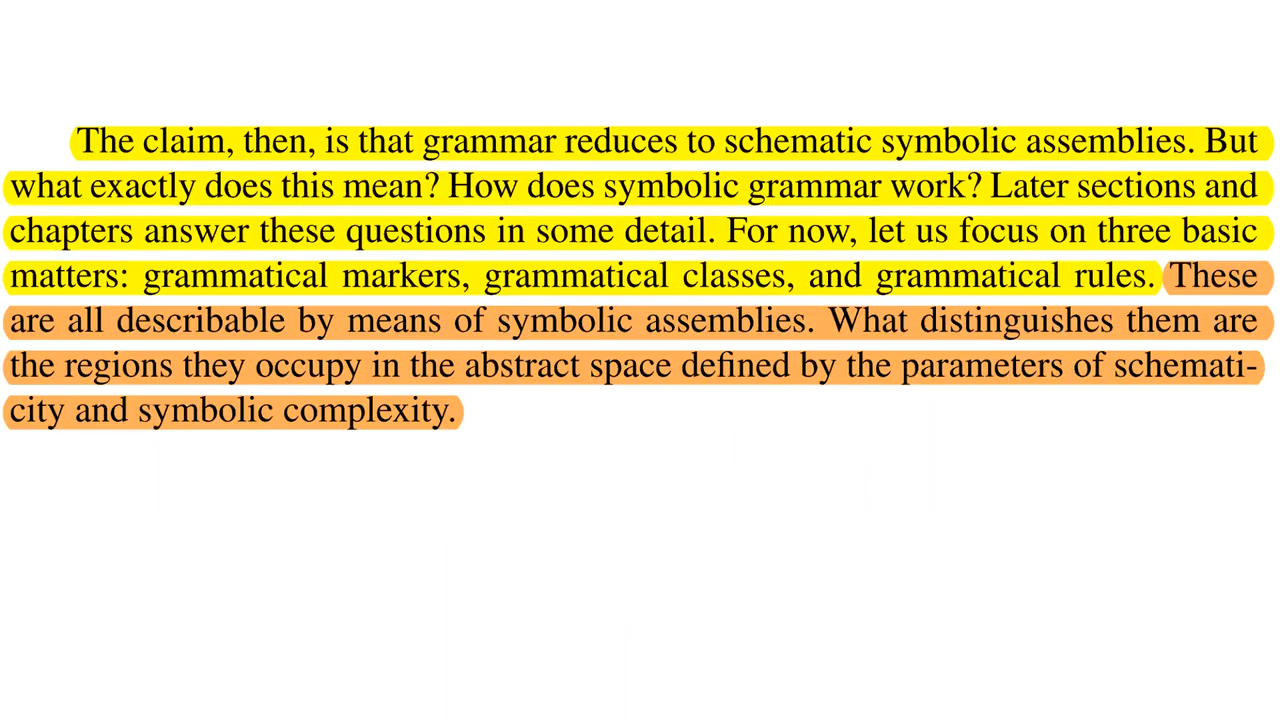 The claim, then, is that grammar reduces to schematic symbolic assemblies. But
what exactly does this mean? How does symbolic grammar work? Later sections and
chapters answer these questions in some detail. For now, let us focus on three basic
matters: grammatical markers, grammatical classes, and grammatical rules. These
are all describable by means of symbolic assemblies. What distinguishes them are
the regions they occupy in the abstract space defined by the parameters of schemati-
city and symbolic complexity.